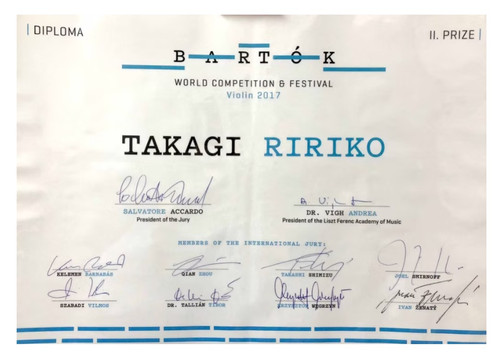 | DIPLOMA
II. PRIZE |
BARTÓK
WORLD COMPETITION & FESTIVAL
Violin 2017
TAKAGI RIRIKO
SALVATORE ACCARDO
President of the Jury
DR. VIGH ANDREA
President of the Liszt Ferenc Academy of Music
MEMBERS OF THE INTERNATIONAL JURY:
KELEMEN BARNABÁS
QIAN ZHOU
TAKASHI SHIMIZU
JOEL SMIRNOFF
SZABADI VILMOS
DR. TALLIÁN TIBOR
KRZYSZTOF WEGRZYN
IVAN ŽENATÝ